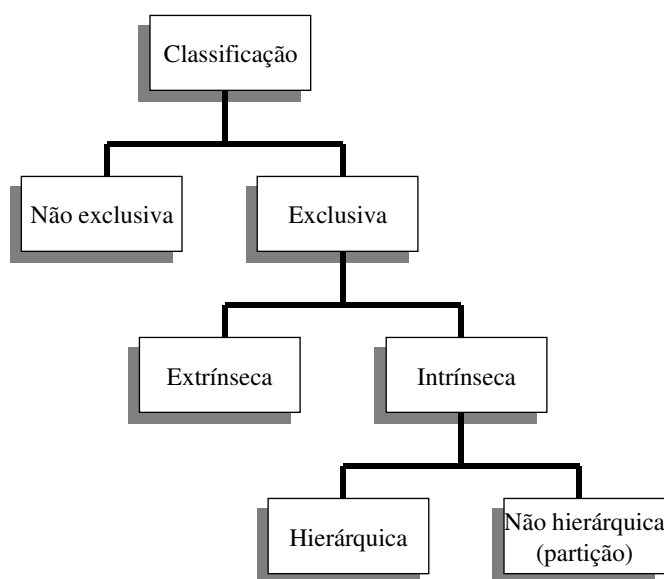 Classificação
Não exclusiva
Exclusiva
Extrínseca
Intrínseca
Hierárquica
Não hierárquica
(partição)